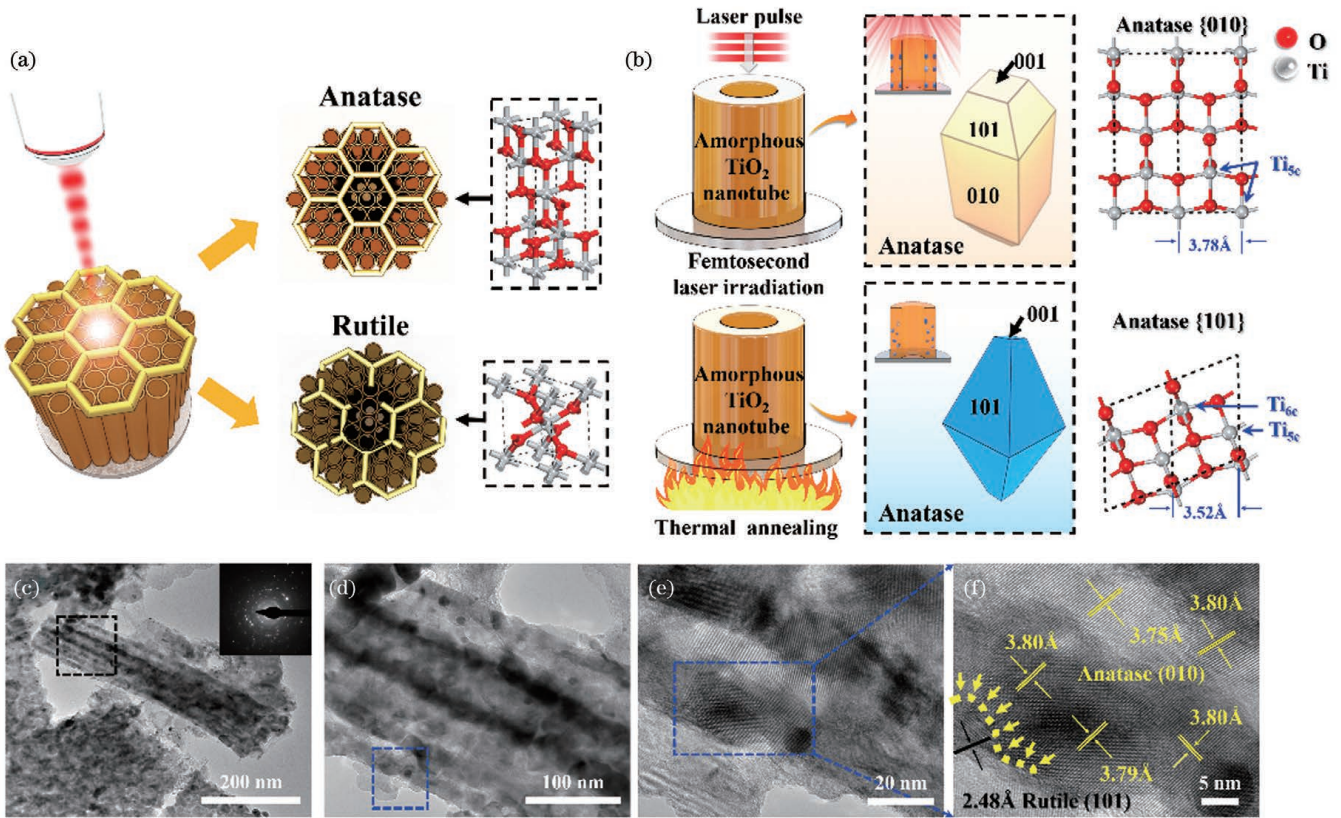 (a)
Anatase
Rutile
(b)
Laser pulse
Amorphous
TiO2
nanotube
Femtosecond
laser irradiation
001
101
010
Anatase
Anatase {010}
O
Ti
Ti5c
3.78Å
Amorphous
TiO2
nanotube
Thermal annealing
001
101
Anatase
Anatase {101}
Ti6c
Ti5c
3.52Å
(c)
200 nm
(d)
100 nm
(e)
20 nm
(f)
3.80Å
3.75Å
3.80Å
Anatase (010)
3.80Å
3.79Å
2.48Å Rutile (101)
5 nm